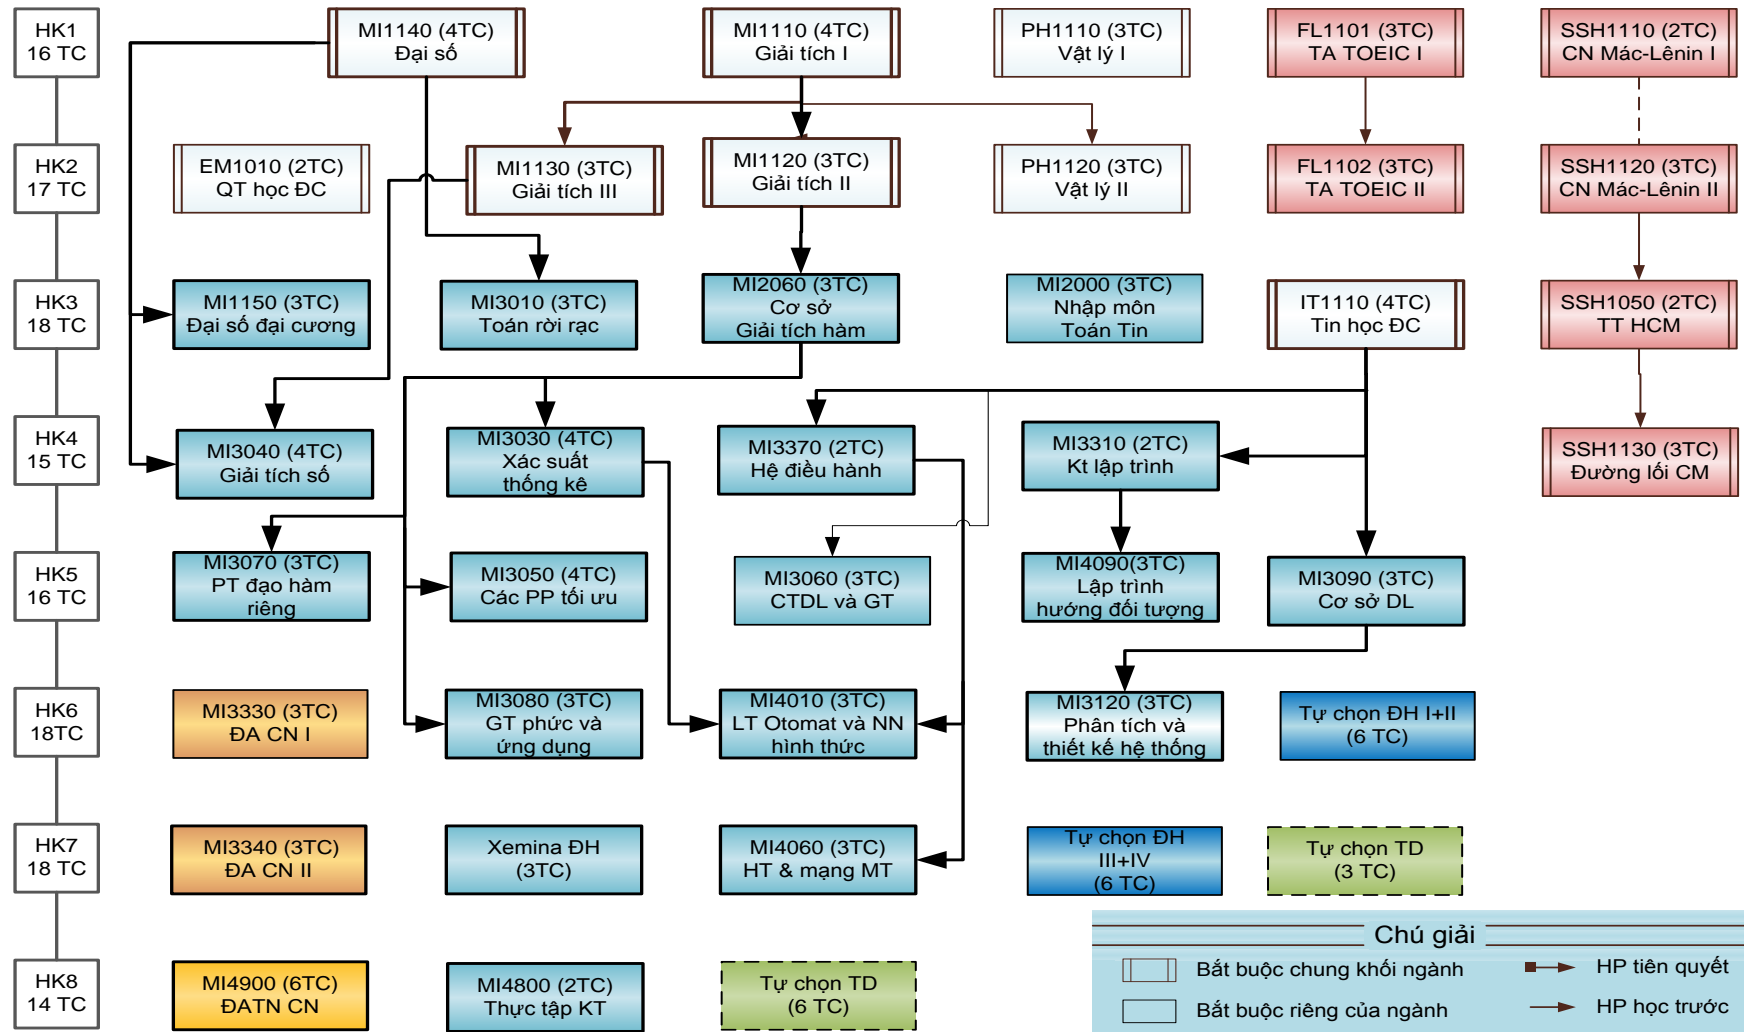 HK1
16 TC
MI1140 (4TC)
Đại số
MI1110 (4TC)
Giải tích I
PH1110 (3TC)
Vật lý I
FL1101 (3TC)
TA TOEIC I
SSH1110 (2TC)
CN Mác-Lênin I
HK2
17 TC
EM1010 (2TC)
QT học ĐC
MI1130 (3TC)
Giải tích III
MI1120 (3TC)
Giải tích II
PH1120 (3TC)
Vật lý II
FL1102 (3TC)
TA TOEIC II
SSH1120 (3TC)
CN Mác-Lênin II
HK3
18 TC
MI1150 (3TC)
Đại số đại cương
MI3010 (3TC)
Toán rời rạc
MI2060 (3TC)
Cơ sở
Giải tích hàm
MI2000 (3TC)
Nhập môn
Toán Tin
IT1110 (4TC)
Tin học ĐC
SSH1050 (2TC)
TT HCM
HK4
15 TC
MI3040 (4TC)
Giải tích số
MI3030 (4TC)
Xác suất
thống kê
MI3370 (2TC)
Hệ điều hành
MI3310 (2TC)
Kt lập trình
SSH1130 (3TC)
Đường lối CM
HK5
16 TC
MI3070 (3TC)
PT đạo hàm
riêng
MI3050 (4TC)
Các PP tối ưu
MI3060 (3TC)
CTDL và GT
MI4090(3TC)
Lập trình
hướng đối tượng
MI3090 (3TC)
Cơ sở DL
HK6
18TC
MI3330 (3TC)
ĐA CN I
MI3080 (3TC)
GT phức và
ứng dụng
MI4010 (3TC)
LT Otomat và NN
hình thức
MI3120 (3TC)
Phân tích và
thiết kế hệ thống
Tự chọn ĐH I+II
(6 TC)
HK7
18 TC
MI3340 (3TC)
ĐA CN II
Xemina ĐH
(3TC)
MI4060 (3TC)
HT & mạng MT
Tự chọn ĐH
III+IV
(6 TC)
Tự chọn TD
(3 TC)
HK8
14 TC
MI4900 (6TC)
ĐATN CN
MI4800 (2TC)
Thực tập KT
Tự chọn TD
(6 TC)
Chú giải
Bắt buộc chung khối ngành
HP tiên quyết
Bắt buộc riêng của ngành
HP học trước